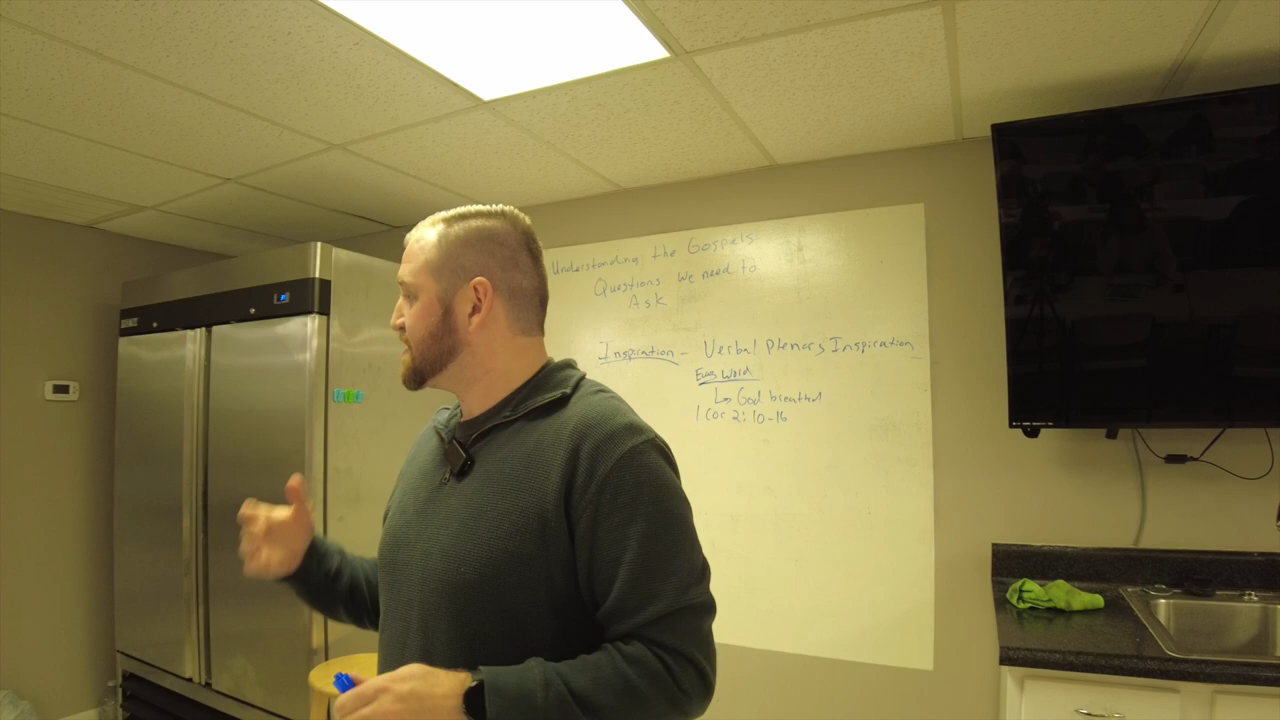 Understanding the Gospels
Questions we need to
Ask
Inspiration - Verbal Plenary Inspiration
Every Word
God breathed
1 Cor 2:10-16